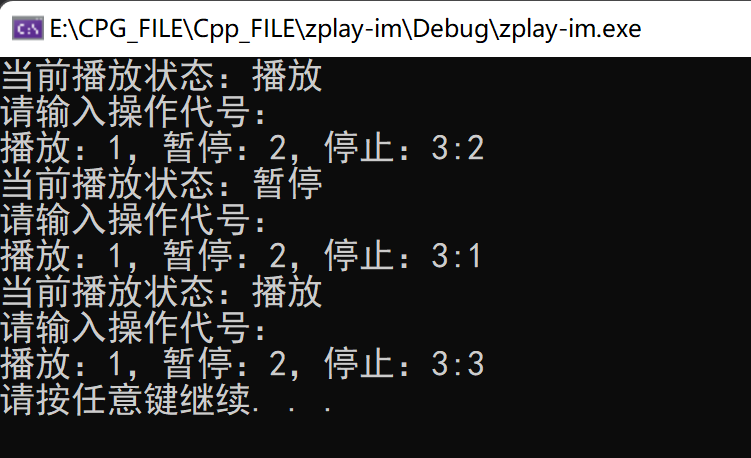 E:\CPG_FILE\Cpp_FILE\zplay-im\Debug\zplay-im.exe
当前播放状态：播放
请输入操作代号：
播放：1，暂停：2，停止：3:2
当前播放状态：暂停
请输入操作代号：
播放：1，暂停：2，停止：3:1
当前播放状态：播放
请输入操作代号：
播放：1，暂停：2，停止：3:3
请按任意键继续. . .